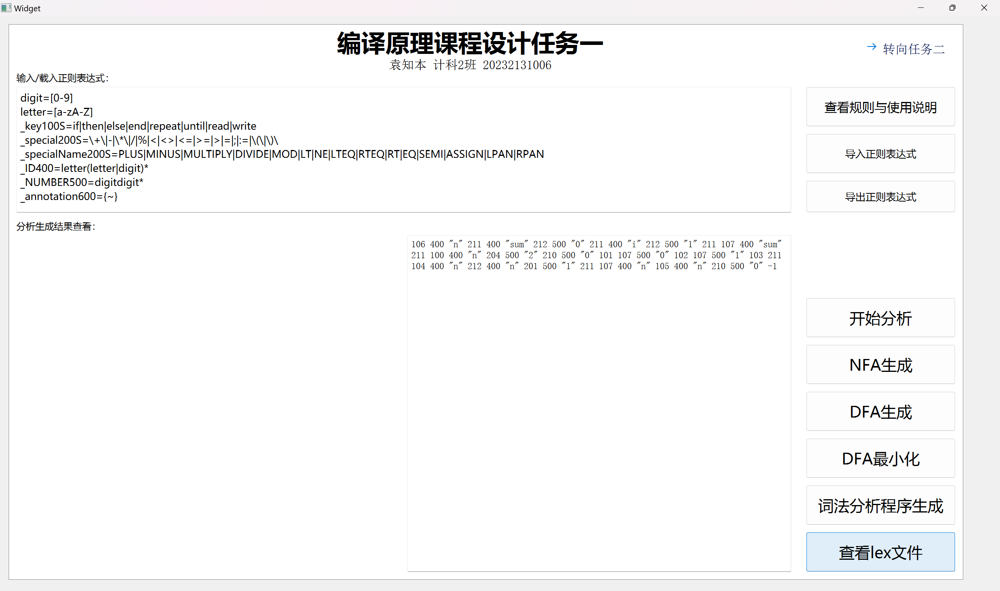 Widget
编译原理课程设计任务一
转向任务二
袁知本 计科2班 20232131006
输入/载入正则表达式：
digit=[0-9]
letter=[a-zA-Z]
_key100S=if|then|else|end|repeat|until|read|write
_special200S=\+\|-|\*\|/|%|<|<>|<=|>=|>|=|;|:=|\(\|\)\
_specialName200S=PLUS|MINUS|MULTIPLY|DIVIDE|MOD|LT|NE|LTEQ|RTEQ|RT|EQ|SEMI|ASSIGN|LPAN|RPAN
_ID400=letter(letter|digit)*
_NUMBER500=digitdigit*
_annotation600={~}
查看规则与使用说明
导入正则表达式
导出正则表达式
分析生成结果查看：
106 400 "n" 211 400 "sum" 212 500 "0" 211 400 "i" 212 500 "1" 211 107 400 "sum"
211 100 400 "n" 204 500 "2" 210 500 "0" 101 107 500 "0" 102 107 500 "1" 103 211
104 400 "n" 212 400 "n" 201 500 "1" 211 107 400 "n" 105 400 "n" 210 500 "0" -1
开始分析
NFA生成
DFA生成
DFA最小化
词法分析程序生成
查看lex文件